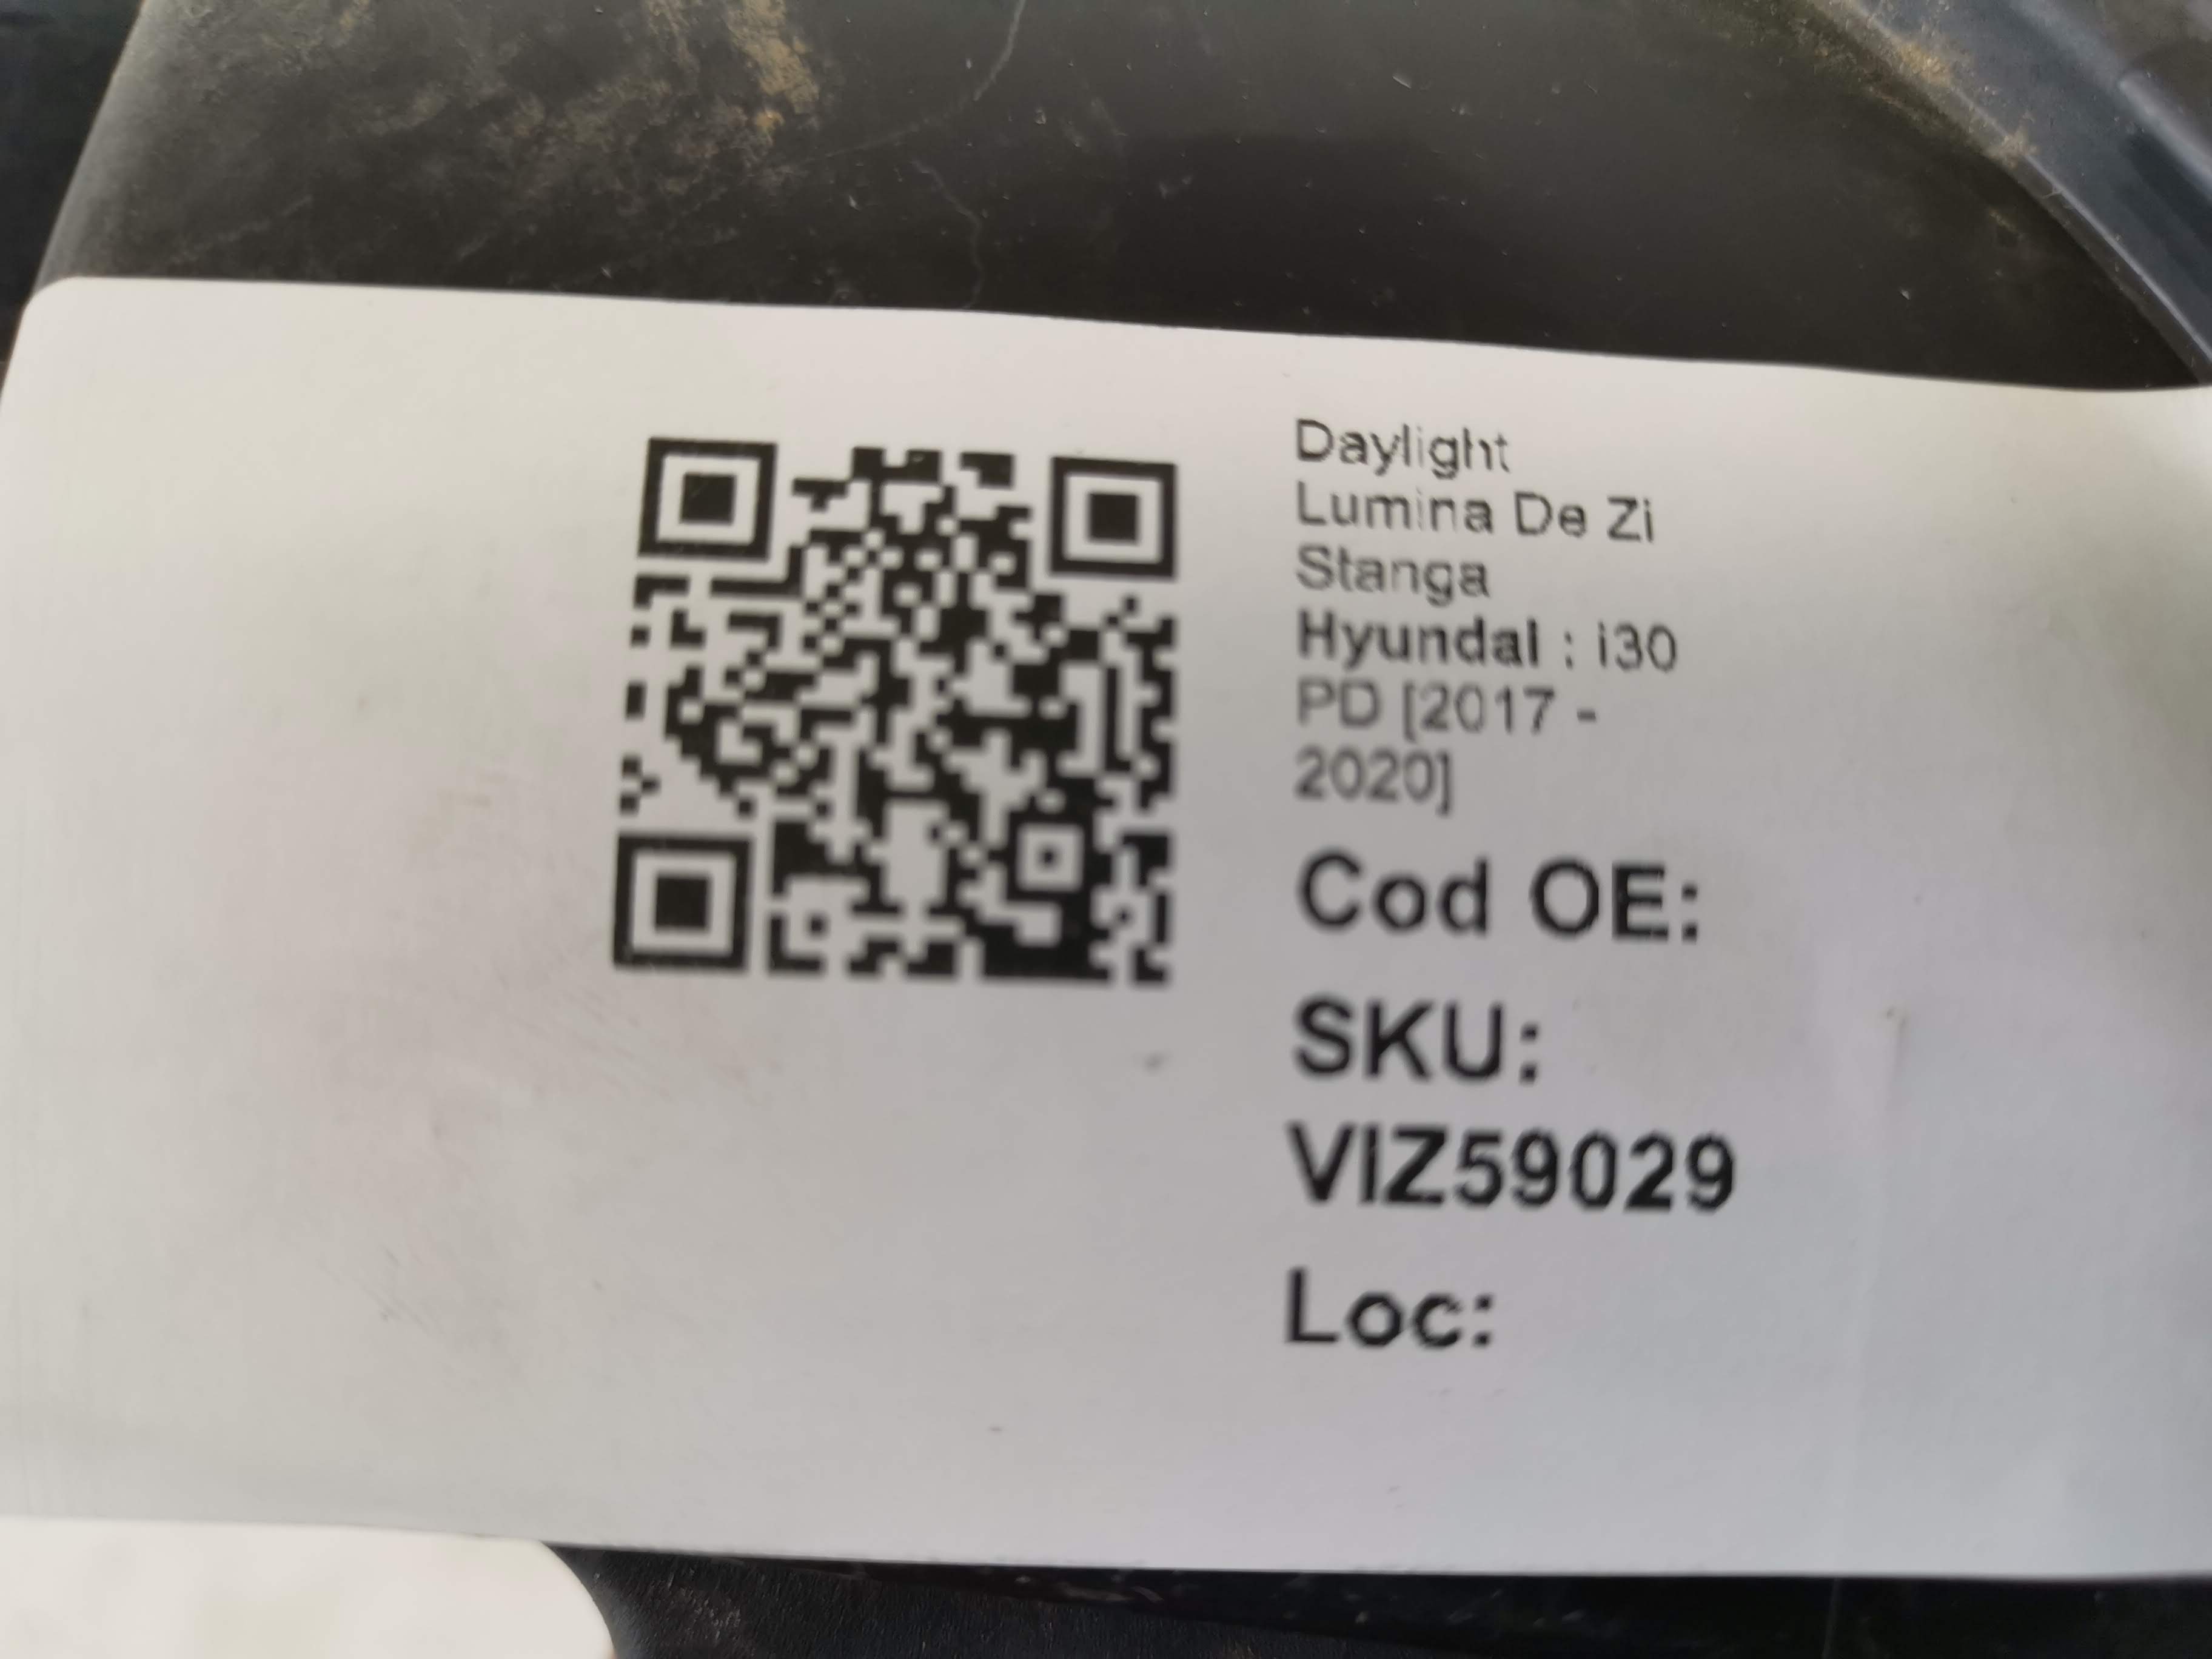 Daylight
Lumina De Zi
Stanga
Hyundai : i30
PD [2017 -
2020]
Cod OE:
SKU:
VIZ59029
Loc: